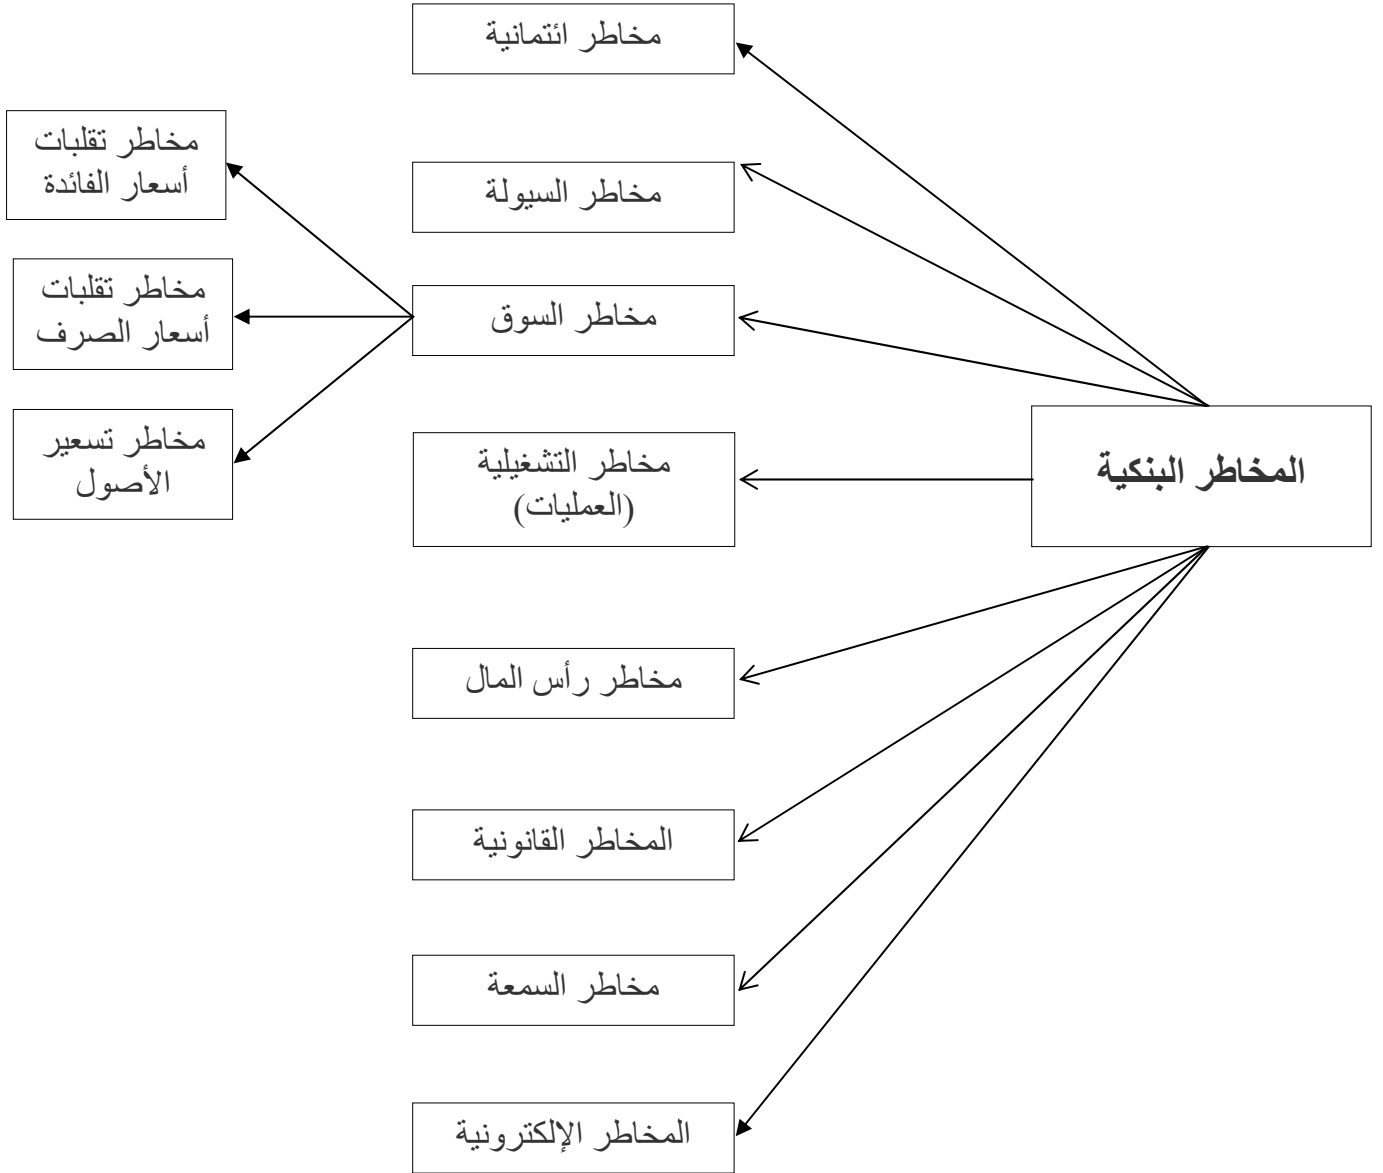 المخاطر البنكية
مخاطر ائتمانية
مخاطر السيولة
مخاطر السوق
مخاطر تقلبات
أسعار الفائدة
مخاطر تقلبات
أسعار الصرف
مخاطر تسعير
الأصول
مخاطر التشغيلية
(العمليات)
مخاطر رأس المال
المخاطر القانونية
مخاطر السمعة
المخاطر الإلكترونية